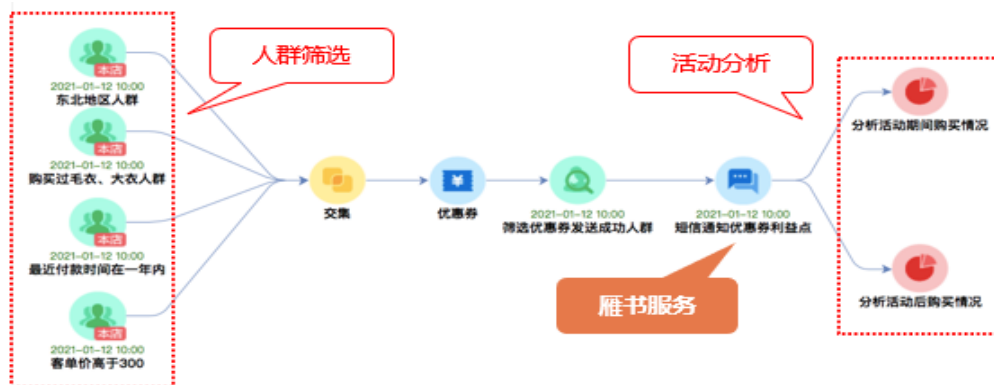 人群筛选
活动分析
本店
2021-01-12 10:00
东北地区人群
本店
2021-01-12 10:00
购买过毛衣、大衣人群
本店
2021-01-12 10:00
最近付款时间在一年内
本店
2021-01-12 10:00
客单价高于300
交集
¥
优惠券
2021-01-12 10:00
筛选优惠券发送成功人群
2021-01-12 10:00
短信通知优惠券利益点
雁书服务
分析活动期间购买情况
分析活动后购买情况